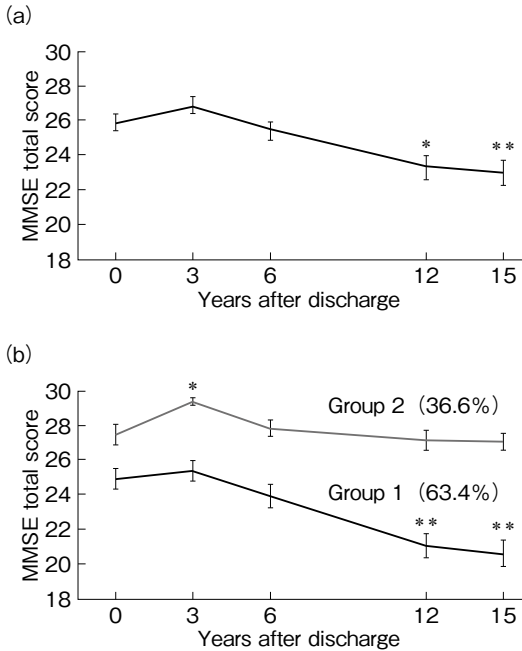 (a)
30
28
26
24
22
20
18
MMSE total score
*
**
0 3 6 12 15
Years after discharge
(b)
30
28
26
24
22
20
18
MMSE total score
*
Group 2 (36.6%)
Group 1 (63.4%)
**
**
0 3 6 12 15
Years after discharge